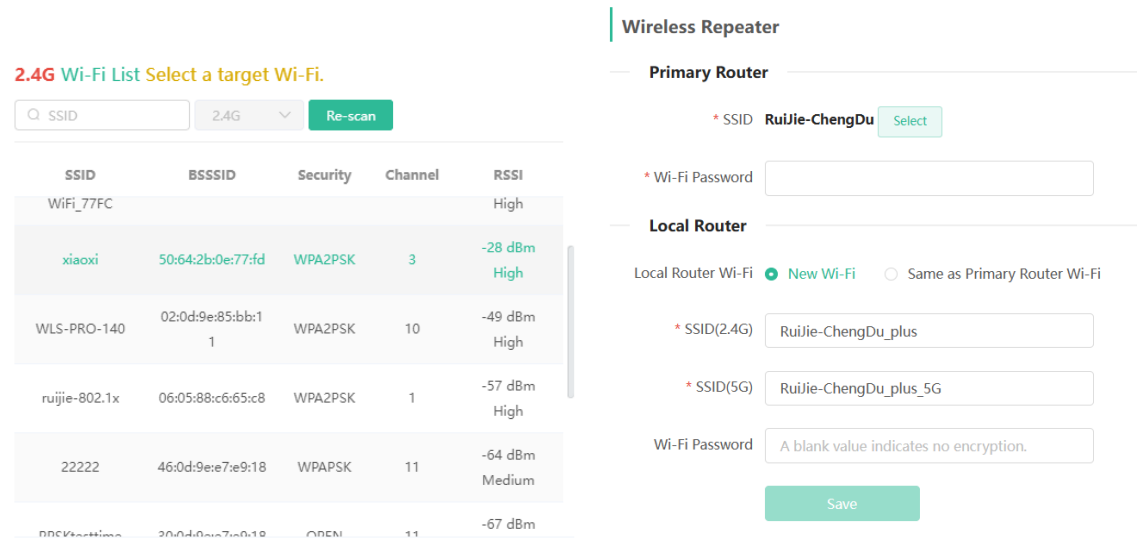 2.4G Wi-Fi List Select a target Wi-Fi.
SSID 2.4G Re-scan
SSID BSSSID Security Channel RSSI
WiFi_77FC High
xiaoxi 50:64:2b:0e:77:fd WPA2PSK 3 -28 dBm
High
WLS-PRO-140 02:0d:9e:85:bb:1
1 WPA2PSK 10 -49 dBm
High
ruijie-802.1x 06:05:88:c6:65:c8 WPA2PSK 1 -57 dBm
High
22222 46:0d:9e:e7:e9:18 WPAPSK 11 -64 dBm
Medium
OPEN 11 -67 dBm
Wireless Repeater
Primary Router
* SSID RuiJie-ChengDu Select
* Wi-Fi Password
Local Router
Local Router Wi-Fi New Wi-Fi Same as Primary Router Wi-Fi
* SSID(2.4G) RuiJie-ChengDu_plus
* SSID(5G) RuiJie-ChengDu_plus_5G
Wi-Fi Password A blank value indicates no encryption.
Save